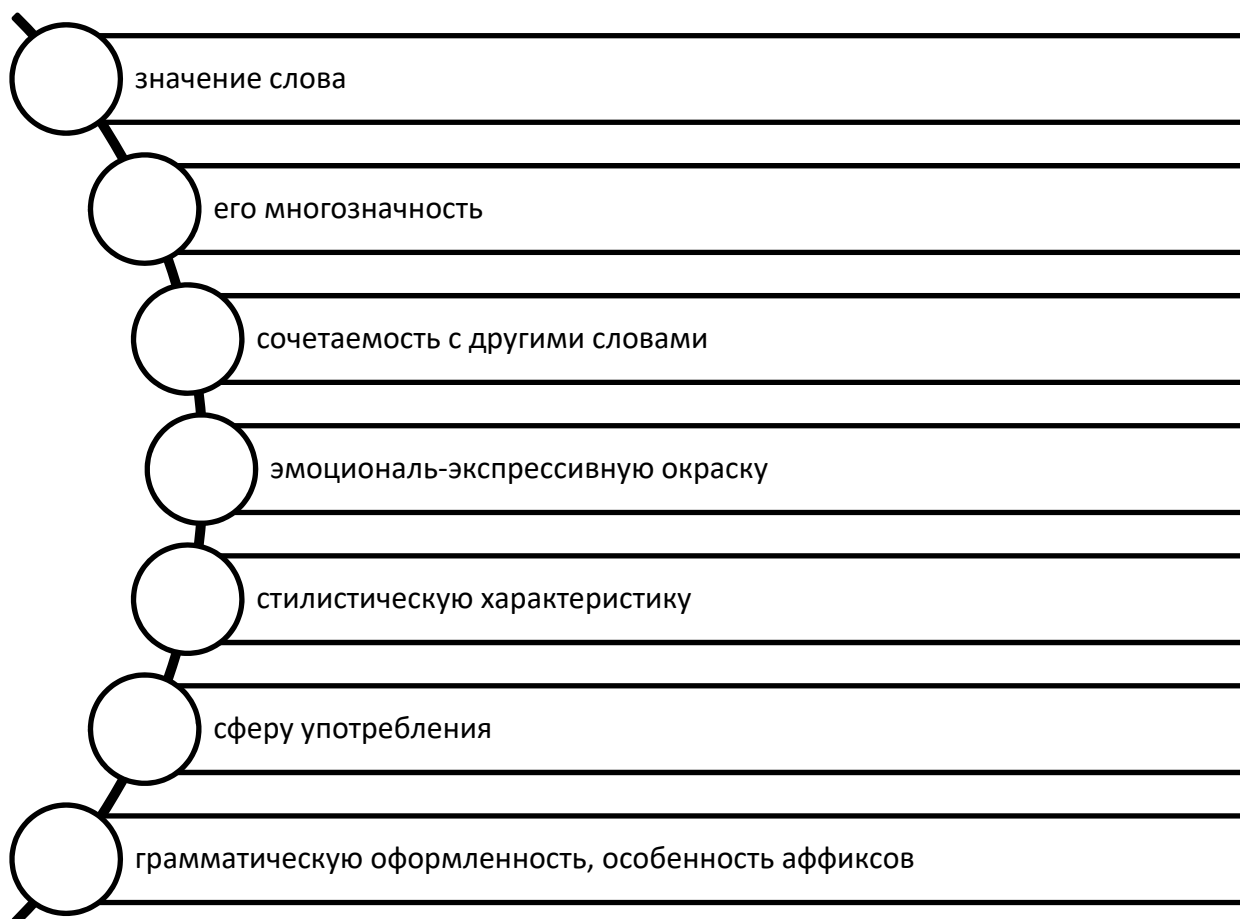 значение слова
его многозначность
сочетаемость с другими словами
эмоциональ-экспрессивную окраску
стилистическую характеристику
сферу употребления
грамматическую оформленность, особенность аффиксов